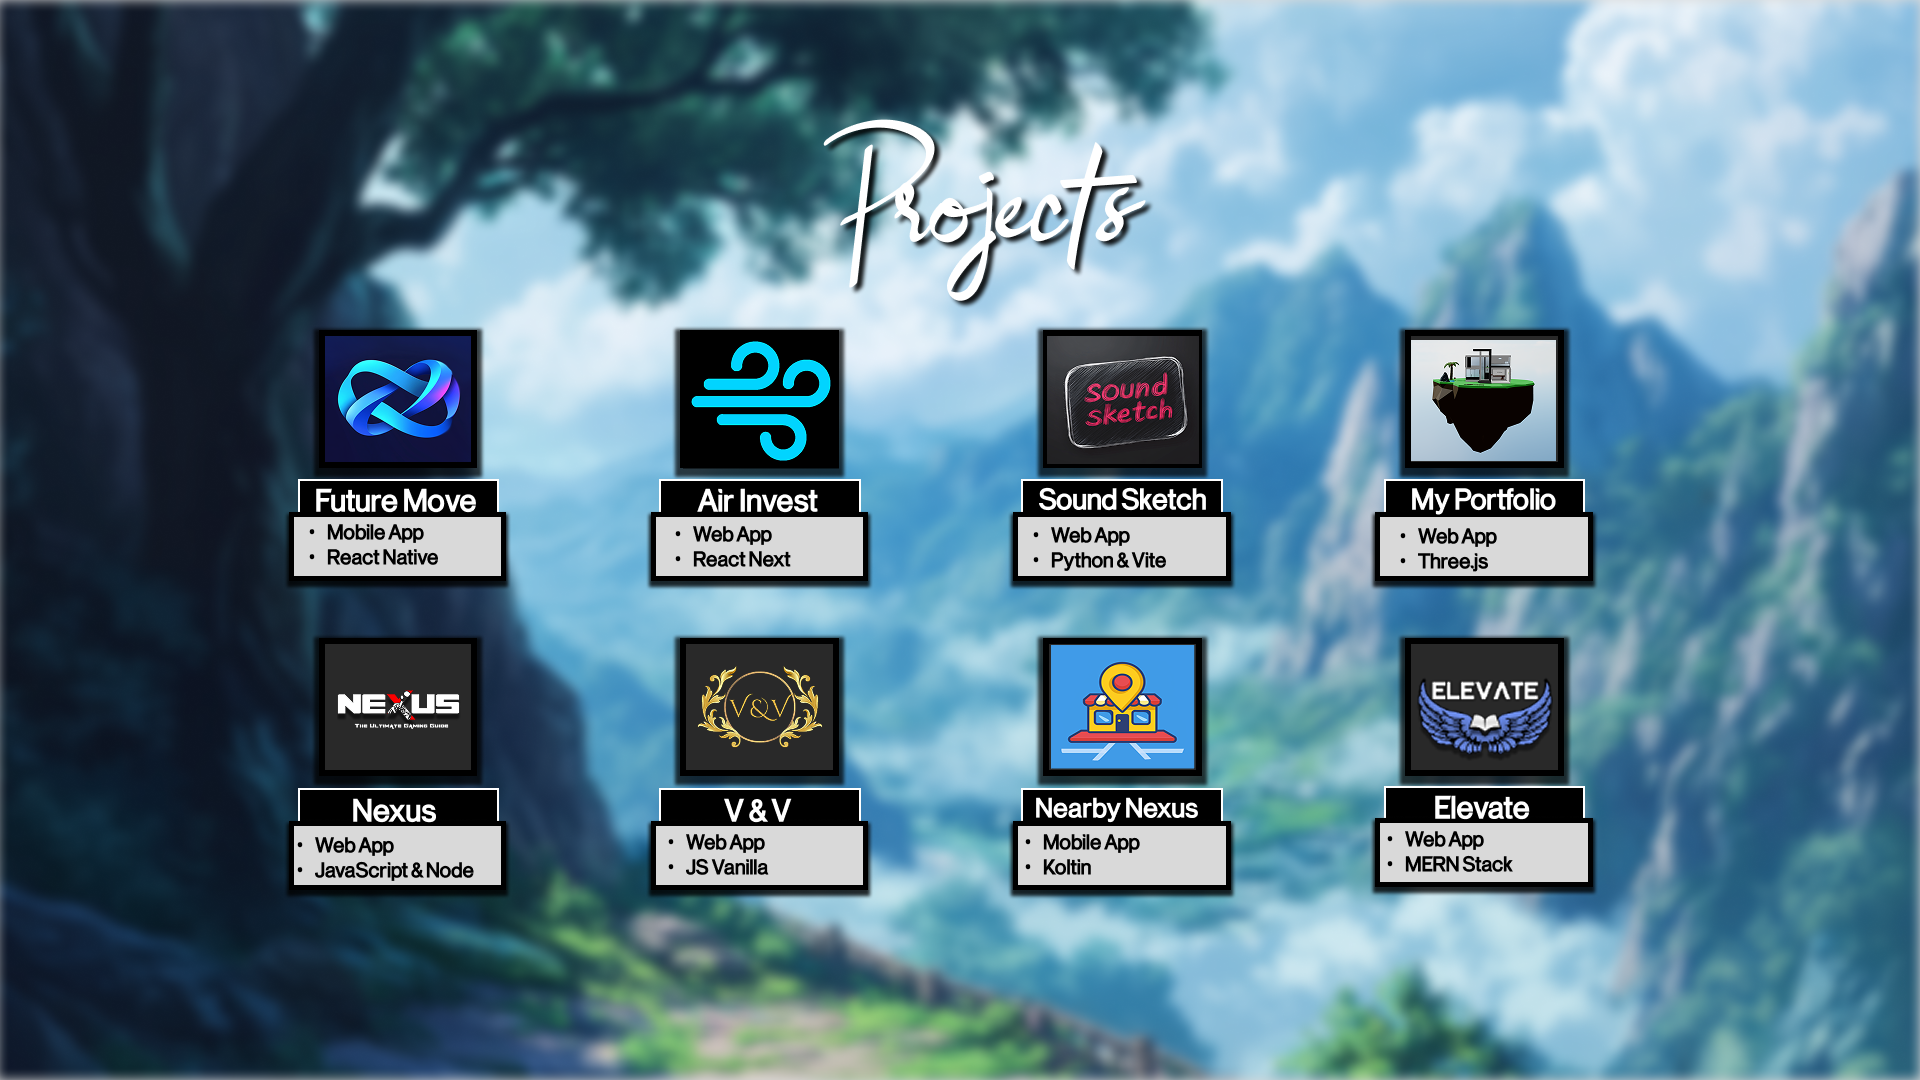 Projects
Sound
Sketch
Future Move
• Mobile App
• React Native
Air Invest
• Web App
• React Next
Sound Sketch
• Web App
• Python & Vite
My Portfolio
• Web App
• Three.js
NEXUS
The Ultimate Gaming Guide
V&V
ELEVATE
Nexus
• Web App
• JavaScript & Node
V & V
• Web App
• JS Vanilla
Nearby Nexus
• Mobile App
• Koltin
Elevate
• Web App
• MERN Stack